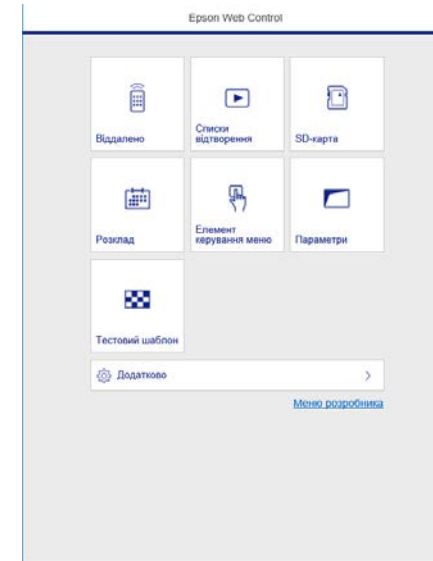 Epson Web Control
Віддалено
Списки
відтворення
SD-карта
Розклад
Елемент
керування меню
Параметри
Тестовий шаблон
Додатково
Меню розробника